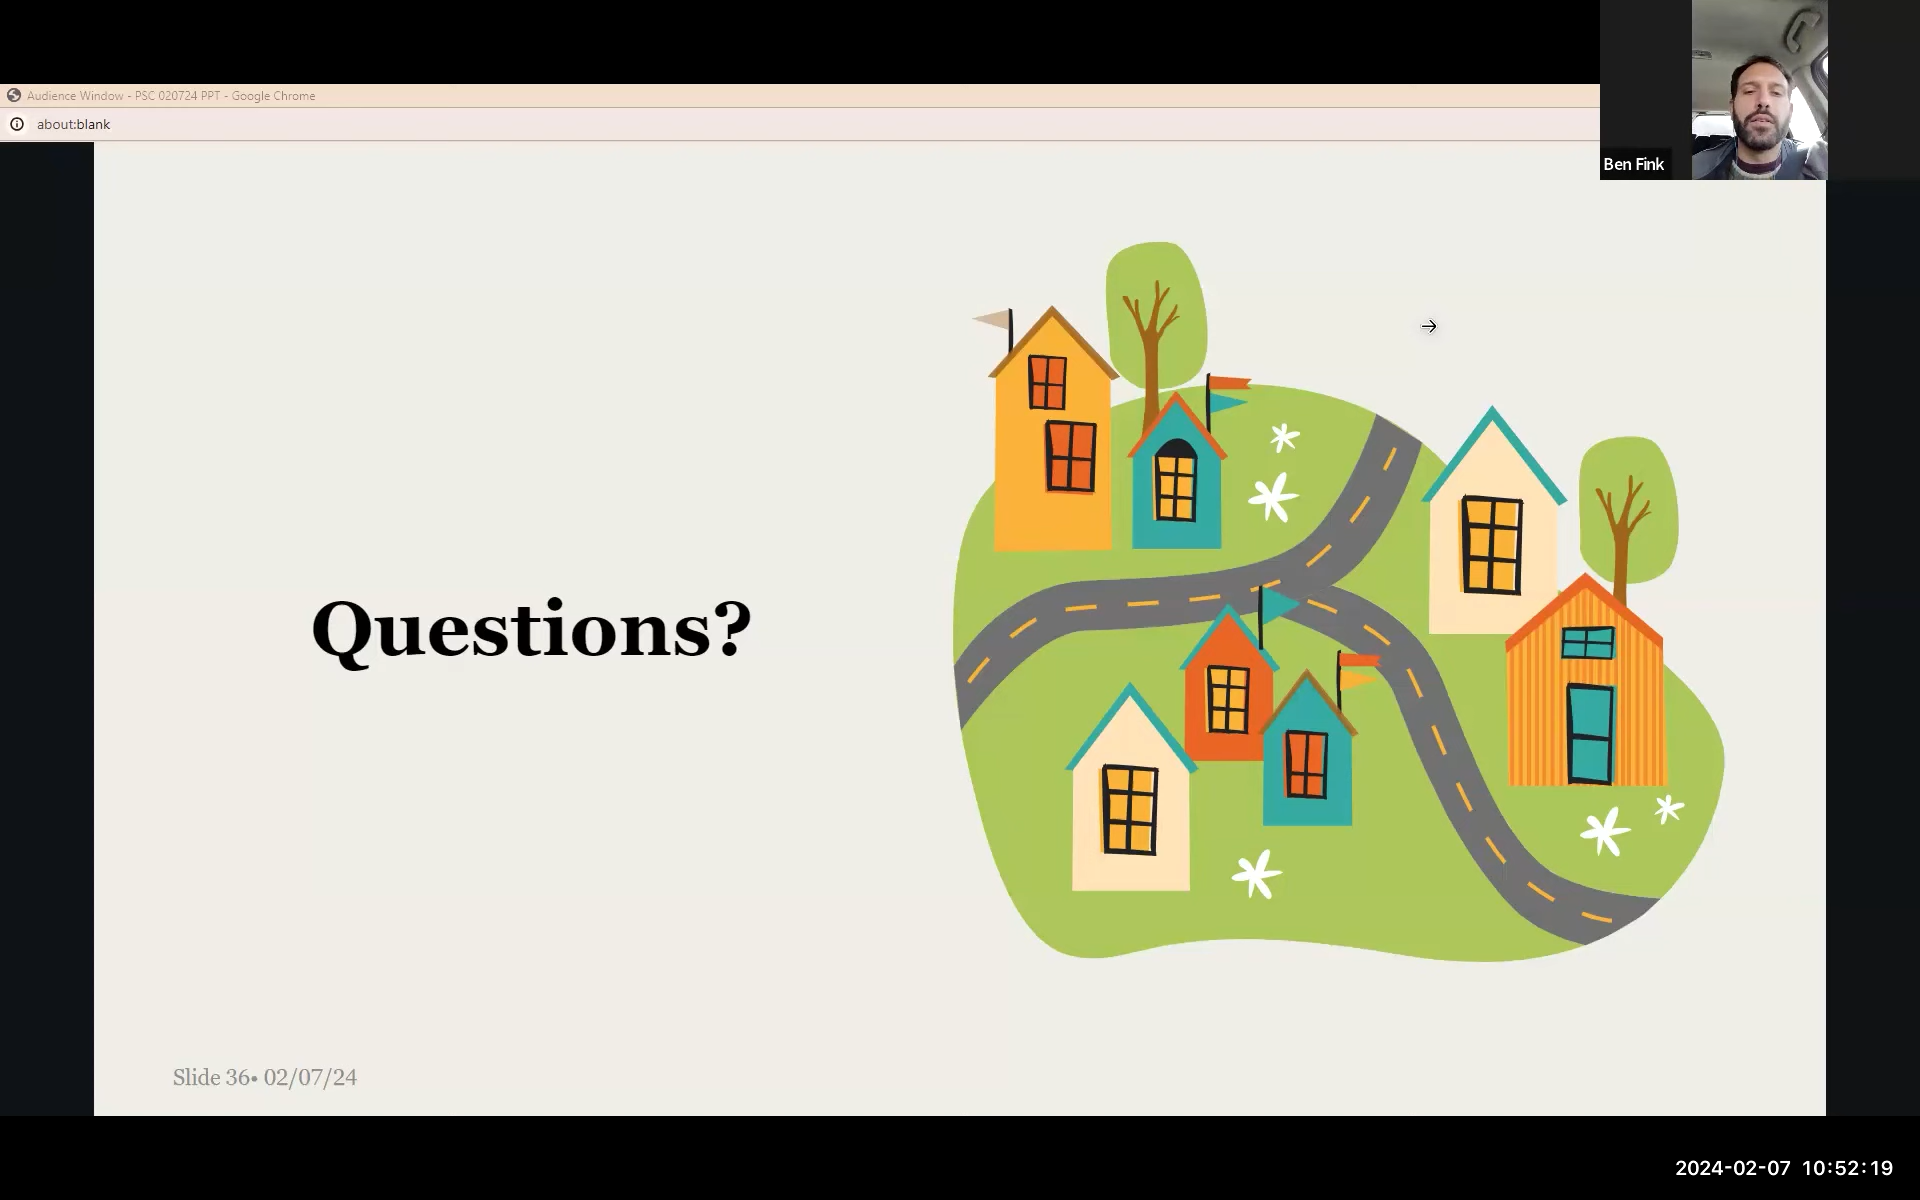 Audience Window - PSC 020724 PPT - Google Chrome
about:blank
Ben Fink
Questions?
Slide 36• 02/07/24
2024-02-07 10:52:19